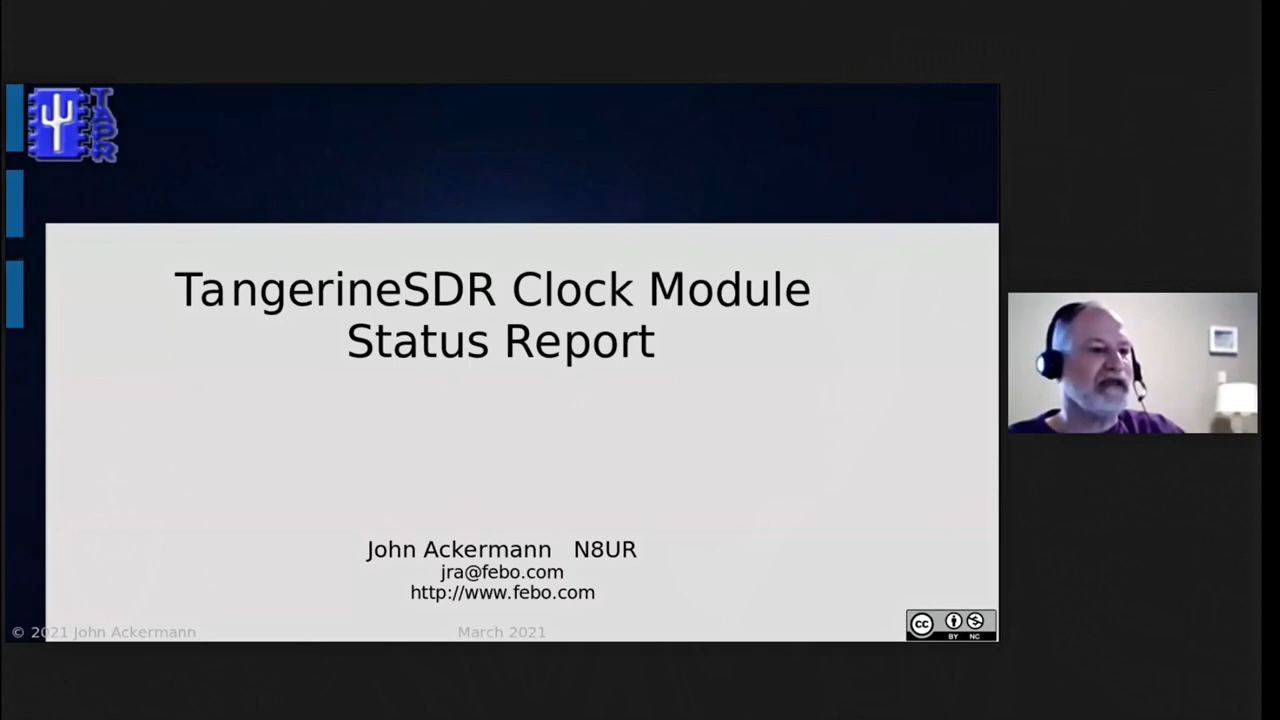 TAPR
TangerineSDR Clock Module
Status Report
John Ackermann N8UR
jra@febo.com
http://www.febo.com
© 2021 John Ackermann
March 2021
cc
BY NC